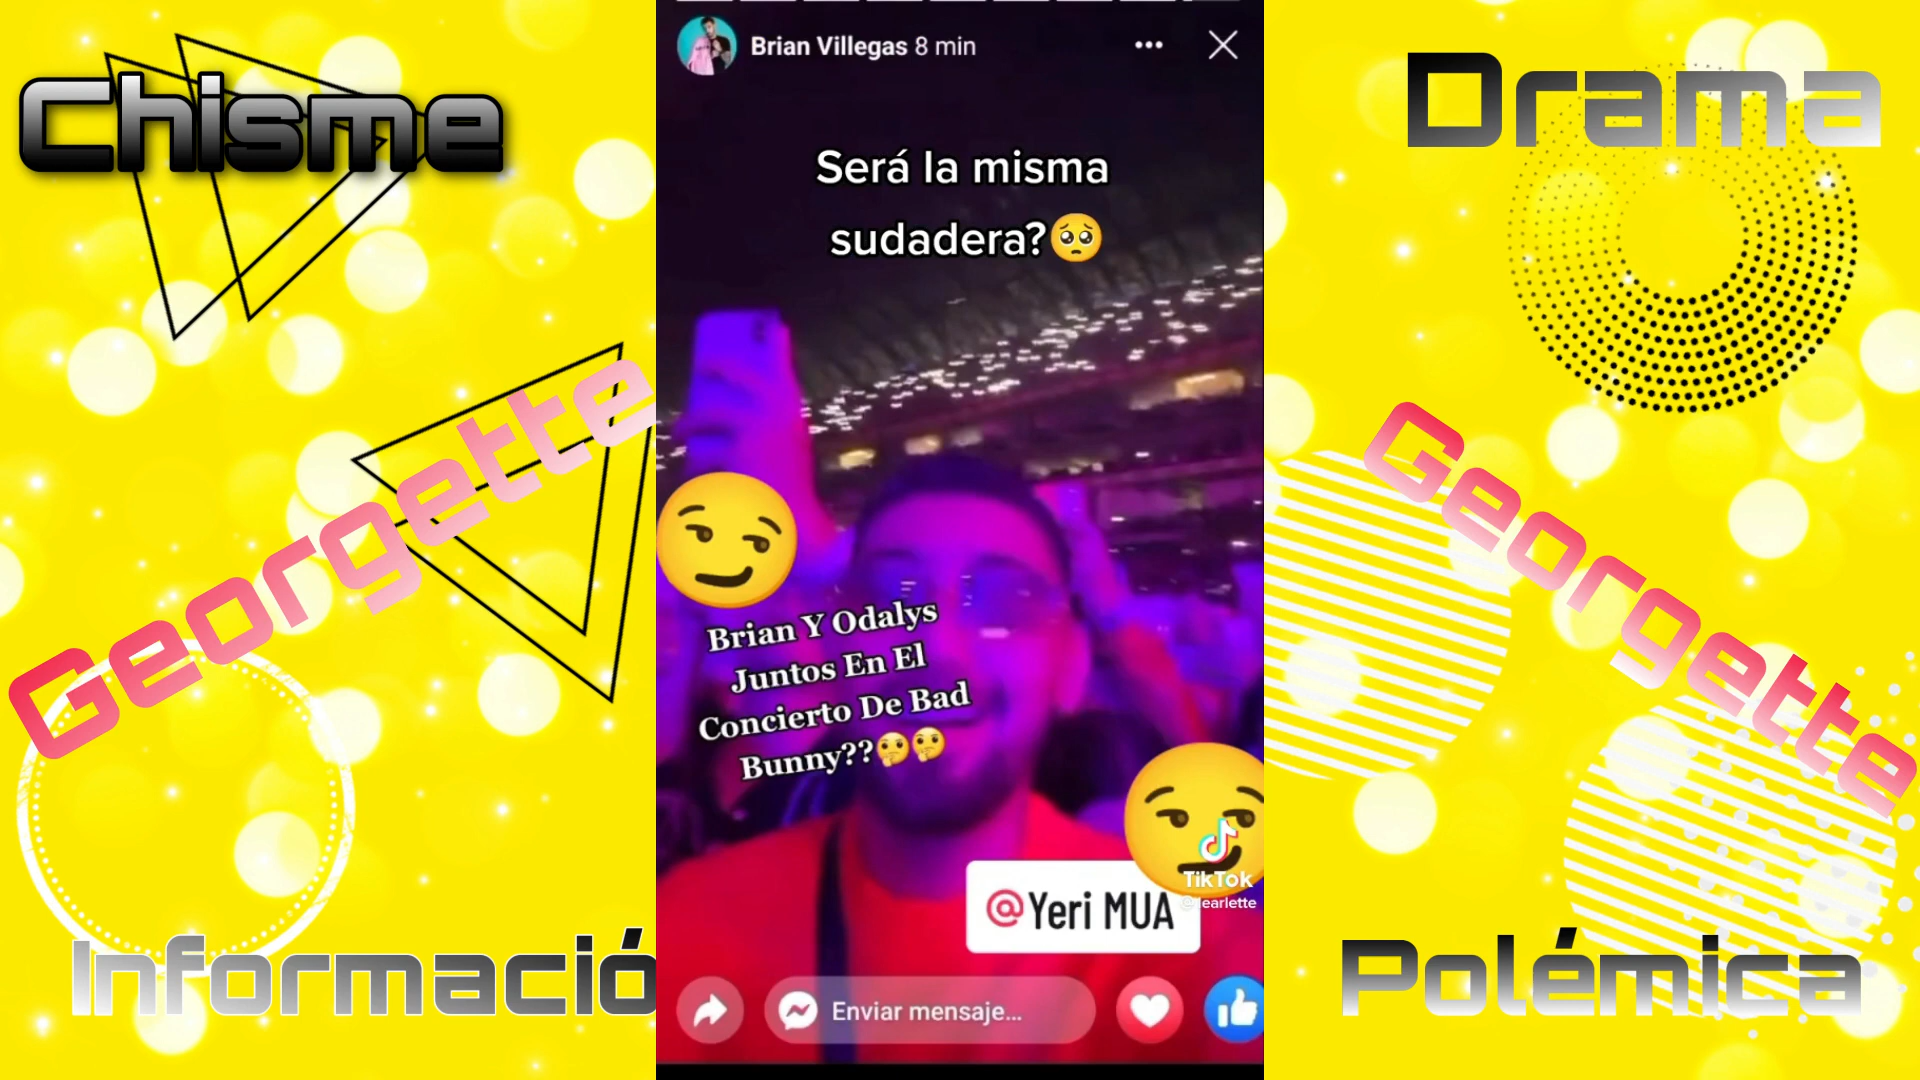 Chisme
Georgette
Informació
Brian Villegas 8 min
Será la misma
sudadera?🥺
Brian Y Odalys
Juntos En El
Concierto De Bad
Bunny??🤔🤔
@Yeri MUA
TikTok
Enviar mensaje...
Drama
Georgette
Polémica